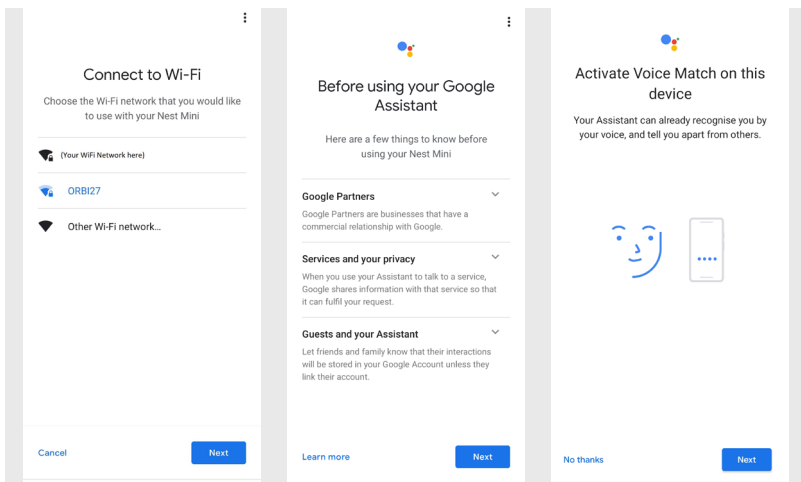 Connect to Wi-Fi
Choose the Wi-Fi network that you would like
to use with your Nest Mini
(Your WiFi Network here)
ORBI27
Other Wi-Fi network...
Cancel
Next
Before using your Google
Assistant
Here are a few things to know before
using your Nest Mini
Google Partners
Google Partners are businesses that have a
commercial relationship with Google.
Services and your privacy
When you use your Assistant to talk to a service,
Google shares information with that service so that
it can fulfil your request.
Guests and your Assistant
Let friends and family know that their interactions
will be stored in your Google Account unless they
link their account.
Learn more
Next
Activate Voice Match on this
device
Your Assistant can already recognise you by
your voice, and tell you apart from others.
No thanks
Next